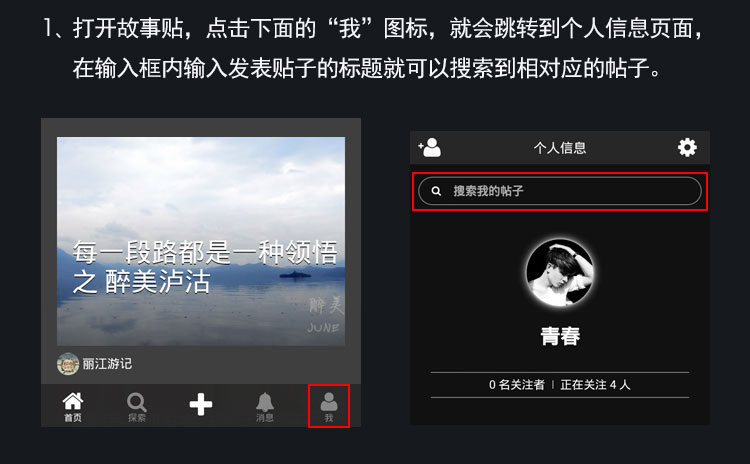 1、打开故事贴，点击下面的“我”图标，就会跳转到个人信息页面，
在输入框内输入发表贴子的标题就可以搜索到相对应的帖子。
每一段路都是一种领悟
之 醉美泸沽
醉美
JUNE
丽江游记
首页
探索
消息
我
个人信息
搜索我的帖子
青春
0 名关注者 | 正在关注 4 人